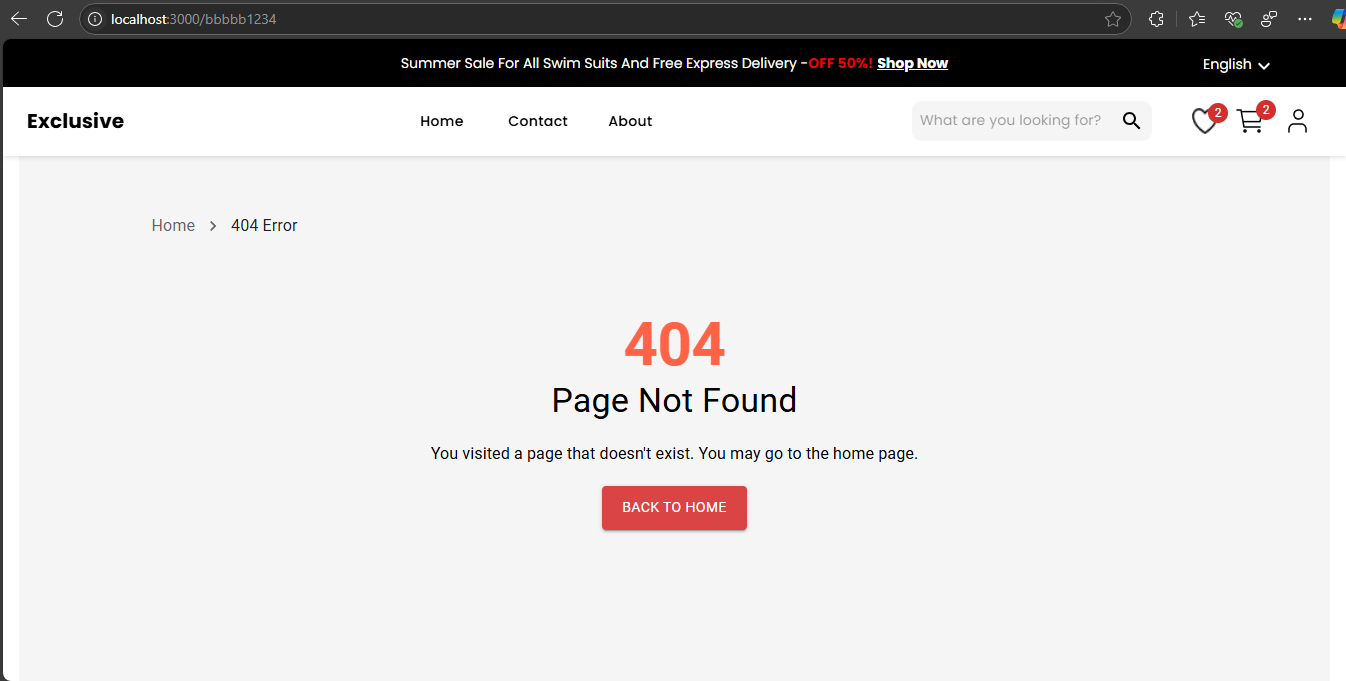 localhost:3000/bbbbb1234
Summer Sale For All Swim Suits And Free Express Delivery -OFF 50%! Shop Now
English
Exclusive
Home
Contact
About
What are you looking for?
2
2
Home > 404 Error
404
Page Not Found
You visited a page that doesn't exist. You may go to the home page.
BACK TO HOME